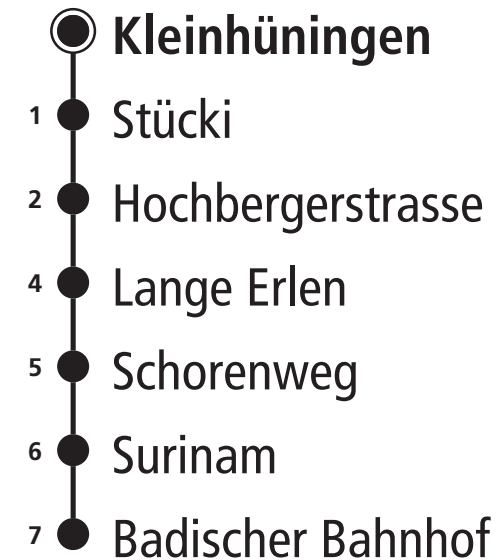 Kleinhüningen
1 Stücki
2 Hochbergerstrasse
4 Lange Erlen
5 Schorenweg
6 Surinam
7 Badischer Bahnhof